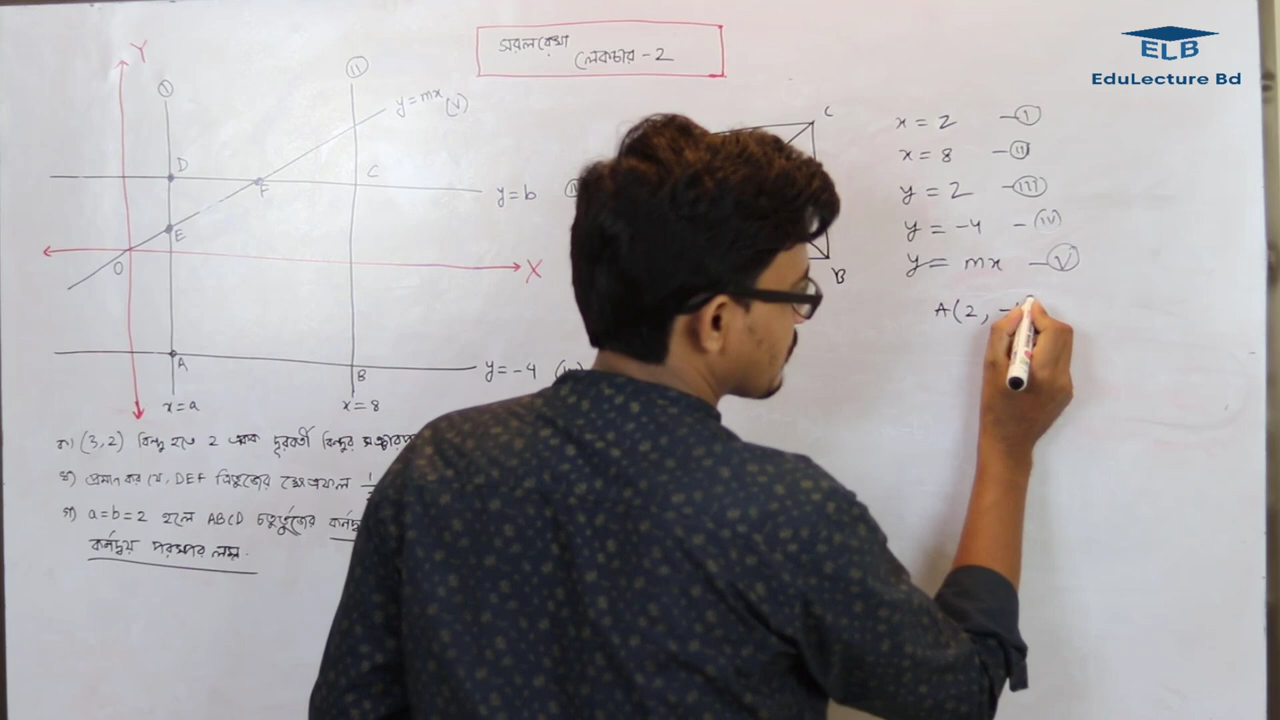 সরলরেখা
লেকচার - 2
ELB
EduLecture Bd
Y
I
II
y = mx (V)
D
F
C
y = b
E
O
X
A
B
y = -4
x = a
x = 8
C
B
x = 2 — I
x = 8 — II
y = 2 — III
y = -4 — (IV)
y = mx — V
A(2, -
ক) (3,2) বিন্দু হতে 2 একক দূরবর্তী বিন্দুর
খ) প্রমাণ কর যে, DEF ত্রিভুজের ক্ষেত্রফল
গ) a = b = 2 হলে ABCD চতুর্ভুজের
কর্ণদ্বয় পরস্পর লম্ব.